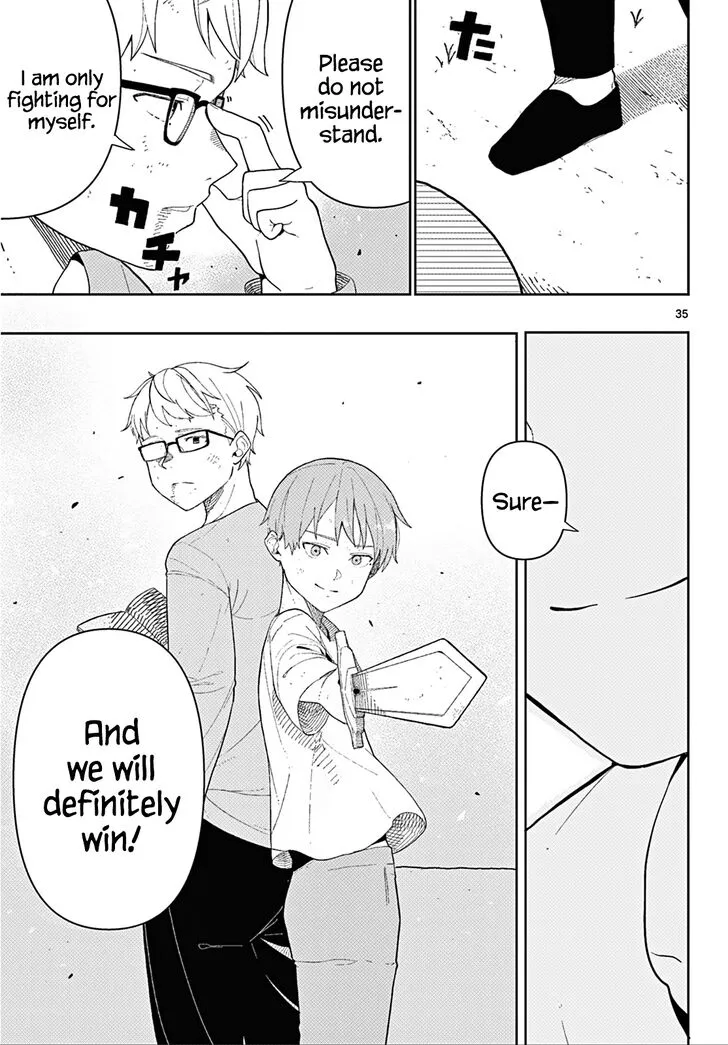 たっ
Please
do not
misunder-
stand.
I am only
fighting for
myself.
カチャ
35
Sure—
And
we will
definitely
win!